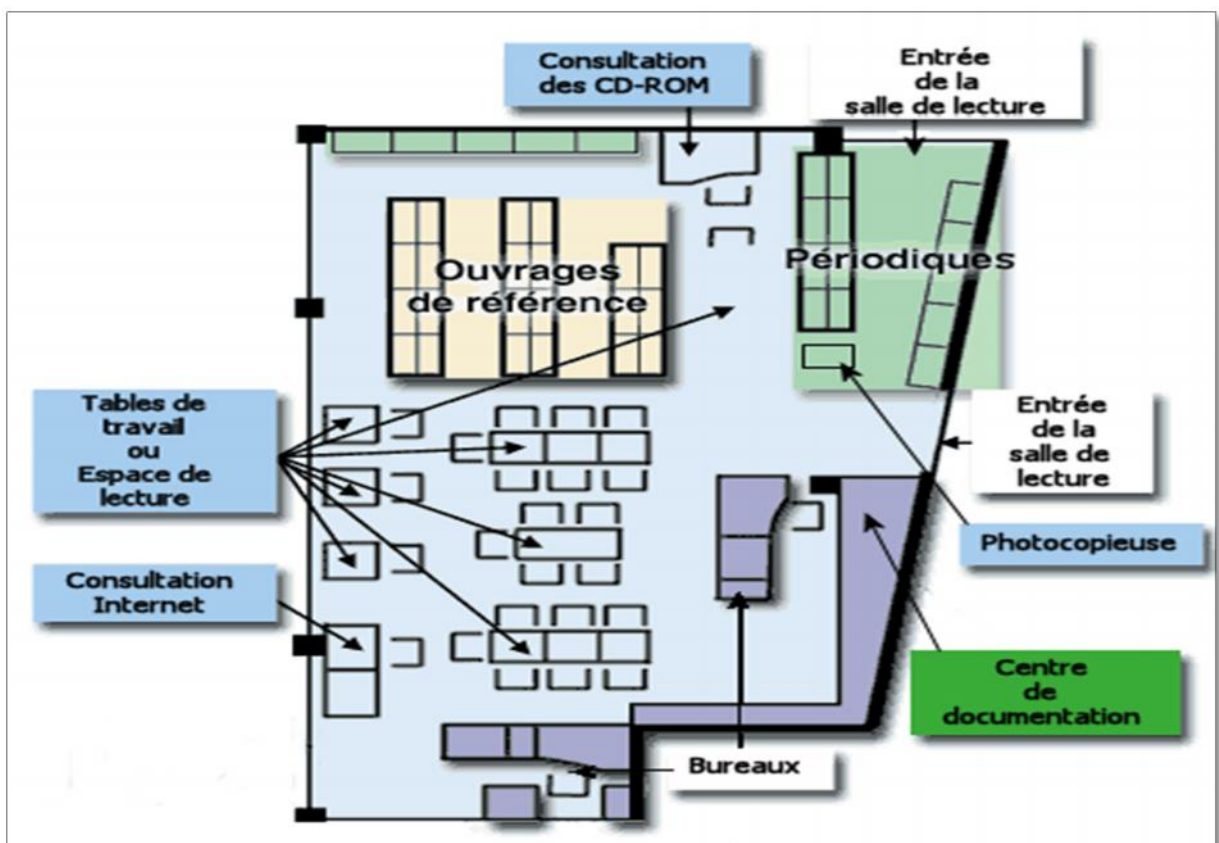 Consultation
des CD-ROM
Entrée
de la
salle de lecture
Ouvrages
de référence
Périodiques
Tables de
travail
ou
Espace de
lecture
Entrée
de la
salle de
lecture
Photocopieuse
Consultation
Internet
Centre
de
documentation
Bureaux